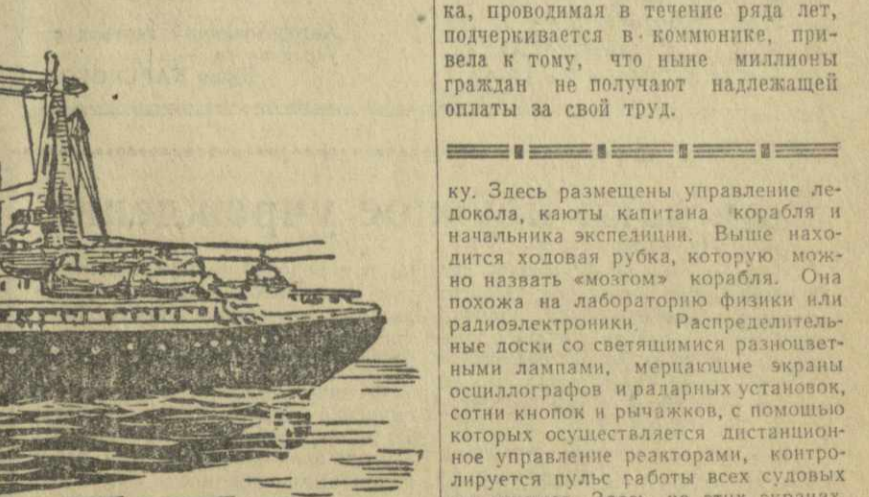 ка, проводимая в течение ряда лет,
подчеркивается в коммюнике, при-
вела к тому, что ныне миллионы
граждан не получают надлежащей
оплаты за свой труд.
ку. Здесь размещены управление ле-
докола, каюты капитана корабля и
начальника экспедиции. Выше нахо-
дится ходовая рубка, которую мож-
но назвать «мозгом» корабля. Она
похожа на лабораторию физики или
радиоэлектроники. Распределитель-
ные доски со светящимися разноцвет-
ными лампами, мерцающие экраны
осциллографов и радарных установок,
сотни кнопок и рычажков, с помощью
которых осуществляется дистанцион-
ное управление реакторами, контро-
лируется пульс работы всех судовых